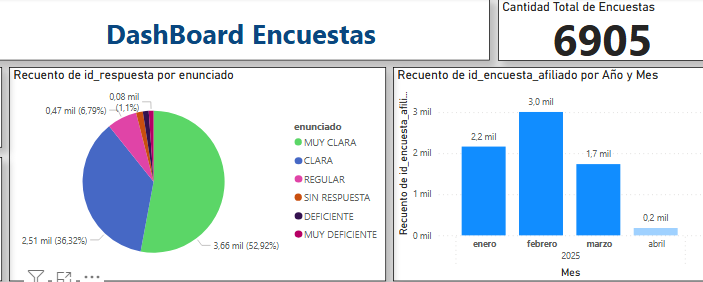 DashBoard Encuestas
Cantidad Total de Encuestas
6905
Recuento de id_respuesta por enunciado
0,08 mil
(1,1%)
0,47 mil (6,79%)
2,51 mil (36,32%)
3,66 mil (52,92%)
enunciado
MUY CLARA
CLARA
REGULAR
SIN RESPUESTA
DEFICIENTE
MUY DEFICIENTE
Recuento de id_encuesta_afiliado por Año y Mes
Recuento de id_encuesta_afili...
3 mil
2 mil
1 mil
0 mil
2,2 mil
3,0 mil
1,7 mil
0,2 mil
enero
febrero
marzo
abril
2025
Mes